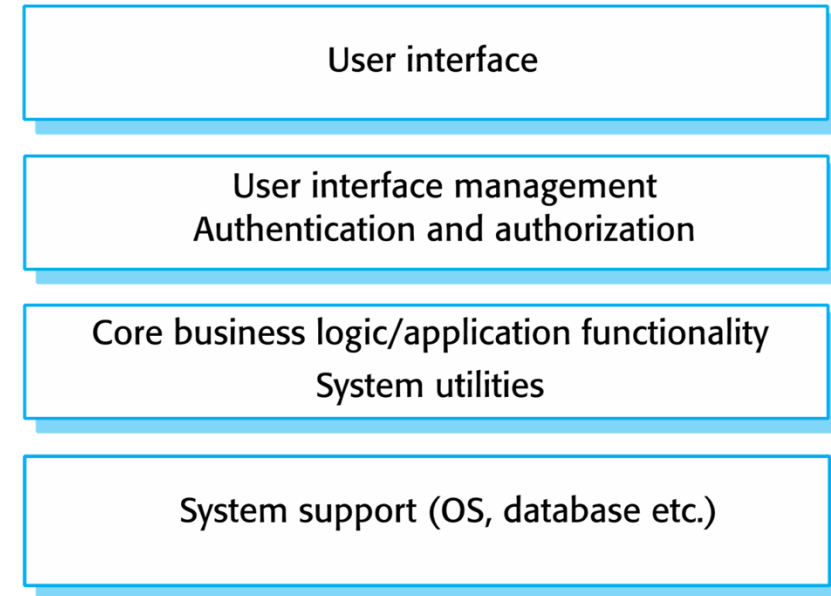 User interface
User interface management
Authentication and authorization
Core business logic/application functionality
System utilities
System support (OS, database etc.)